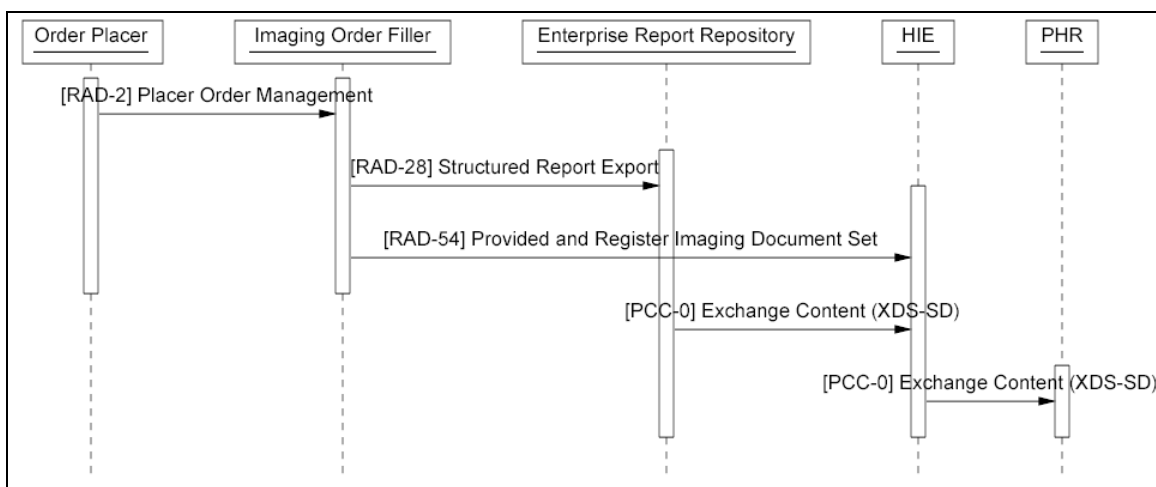 Order Placer
Imaging Order Filler
Enterprise Report Repository
HIE
PHR
[RAD-2] Placer Order Management
[RAD-28] Structured Report Export
[RAD-54] Provided and Register Imaging Document Set
[PCC-0] Exchange Content (XDS-SD)
[PCC-0] Exchange Content (XDS-SD)